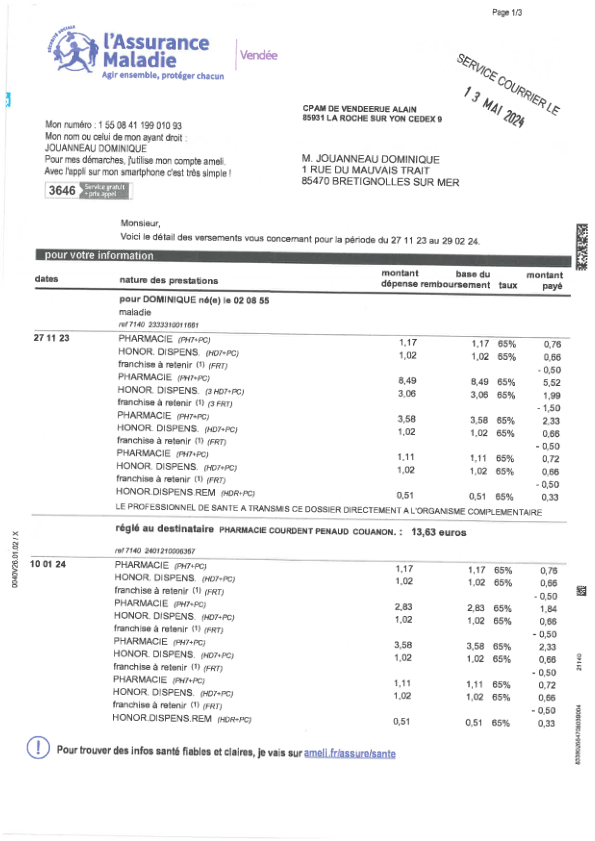 Page 1/3
SÉCURITÉ SOCIALE
l'Assurance
Maladie
Agir ensemble, protéger chacun
Vendée
SERVICE COURRIER LE
13 MAI 2024
CPAM DE VENDEERUE ALAIN
85931 LA ROCHE SUR YON CEDEX 9
Mon numéro : 1 55 08 41 199 010 93
Mon nom ou celui de mon ayant droit :
JOUANNEAU DOMINIQUE
Pour mes démarches, j'utilise mon compte ameli.
Avec l'appli sur mon smartphone c'est très simple !
3646 Service gratuit + prix appel
M. JOUANNEAU DOMINIQUE
1 RUE DU MAUVAIS TRAIT
85470 BRETIGNOLLES SUR MER
Monsieur,
Voici le détail des versements vous concernant pour la période du 27 11 23 au 29 02 24.
pour votre information
dates nature des prestations montant dépense base du remboursement taux montant payé
pour DOMINIQUE né(e) le 02 08 55
maladie
ref 7140 2333310011681
27 11 23 PHARMACIE (PH7+PC) 1,17 1,17 65% 0,76
HONOR. DISPENS. (HD7+PC) 1,02 1,02 65% 0,66
franchise à retenir (1) (FRT) - 0,50
PHARMACIE (PH7+PC) 8,49 8,49 65% 5,52
HONOR. DISPENS. (3 HD7+PC) 3,06 3,06 65% 1,99
franchise à retenir (1) (3 FRT) - 1,50
PHARMACIE (PH7+PC) 3,58 3,58 65% 2,33
HONOR. DISPENS. (HD7+PC) 1,02 1,02 65% 0,66
franchise à retenir (1) (FRT) - 0,50
PHARMACIE (PH7+PC) 1,11 1,11 65% 0,72
HONOR. DISPENS. (HD7+PC) 1,02 1,02 65% 0,66
franchise à retenir (1) (FRT) - 0,50
HONOR.DISPENS.REM (HDR+PC) 0,51 0,51 65% 0,33
LE PROFESSIONNEL DE SANTE A TRANSMIS CE DOSSIER DIRECTEMENT A L'ORGANISME COMPLEMENTAIRE
réglé au destinataire PHARMACIE COURDENT PENAUD COUANON. : 13,63 euros
ref 7140 2401210006367
10 01 24 PHARMACIE (PH7+PC) 1,17 1,17 65% 0,76
HONOR. DISPENS. (HD7+PC) 1,02 1,02 65% 0,66
franchise à retenir (1) (FRT) - 0,50
PHARMACIE (PH7+PC) 2,83 2,83 65% 1,84
HONOR. DISPENS. (HD7+PC) 1,02 1,02 65% 0,66
franchise à retenir (1) (FRT) - 0,50
PHARMACIE (PH7+PC) 3,58 3,58 65% 2,33
HONOR. DISPENS. (HD7+PC) 1,02 1,02 65% 0,66
franchise à retenir (1) (FRT) - 0,50
PHARMACIE (PH7+PC) 1,11 1,11 65% 0,72
HONOR. DISPENS. (HD7+PC) 1,02 1,02 65% 0,66
franchise à retenir (1) (FRT) - 0,50
HONOR.DISPENS.REM (HDR+PC) 0,51 0,51 65% 0,33
Pour trouver des infos santé fiables et claires, je vais sur ameli.fr/assure/sante
0040V26.01.02 / X
21140